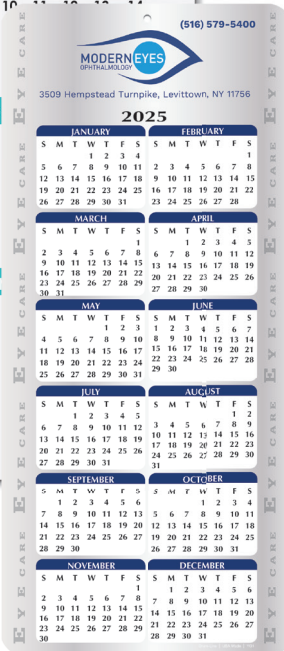 10 11 12 13 14
(516) 579-5400
MODERNEYES
OPHTHALMOLOGY
3509 Hempstead Turnpike, Levittown, NY 11756
2025
JANUARY
S M T W T F S
1 2 3 4
5 6 7 8 9 10 11
12 13 14 15 16 17 18
19 20 21 22 23 24 25
26 27 28 29 30 31
FEBRUARY
S M T W T F S
1
2 3 4 5 6 7 8
9 10 11 12 13 14 15
16 17 18 19 20 21 22
23 24 25 26 27 28
MARCH
S M T W T F S
1
2 3 4 5 6 7 8
9 10 11 12 13 14 15
16 17 18 19 20 21 22
23 24 25 26 27 28 29
30 31
APRIL
S M T W T F S
1 2 3 4 5
6 7 8 9 10 11 12
13 14 15 16 17 18 19
20 21 22 23 24 25 26
27 28 29 30
MAY
S M T W T F S
1 2 3
4 5 6 7 8 9 10
11 12 13 14 15 16 17
18 19 20 21 22 23 24
25 26 27 28 29 30 31
JUNE
S M T W T F S
1 2 3 4 5 6 7
8 9 10 11 12 13 14
15 16 17 18 19 20 21
22 23 24 25 26 27 28
29 30
JULY
S M T W T F S
1 2 3 4 5
6 7 8 9 10 11 12
13 14 15 16 17 18 19
20 21 22 23 24 25 26
27 28 29 30 31
AUGUST
S M T W T F S
1 2
3 4 5 6 7 8 9
10 11 12 13 14 15 16
17 18 19 20 21 22 23
24 25 26 27 28 29 30
31
SEPTEMBER
S M T W T F S
1 2 3 4 5 6
7 8 9 10 11 12 13
14 15 16 17 18 19 20
21 22 23 24 25 26 27
28 29 30
OCTOBER
S M T W T F S
1 2 3 4
5 6 7 8 9 10 11
12 13 14 15 16 17 18
19 20 21 22 23 24 25
26 27 28 29 30 31
NOVEMBER
S M T W T F S
1
2 3 4 5 6 7 8
9 10 11 12 13 14 15
16 17 18 19 20 21 22
23 24 25 26 27 28 29
30
DECEMBER
S M T W T F S
1 2 3 4 5 6
7 8 9 10 11 12 13
14 15 16 17 18 19 20
21 22 23 24 25 26 27
28 29 30 31
EYE CARE
EYE CARE
EYE CARE
EYE CARE
EYE CARE
EYE CARE
EYE CARE
EYE CARE
EYE CARE
EYE CARE